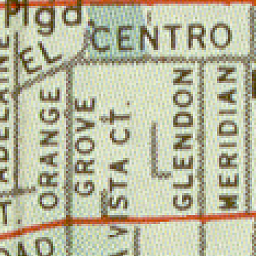 Plgd
EL CENTRO
ADELAINE
ORANGE
GROVE
VISTA CT.
GLENDON
MERIDIAN
T.